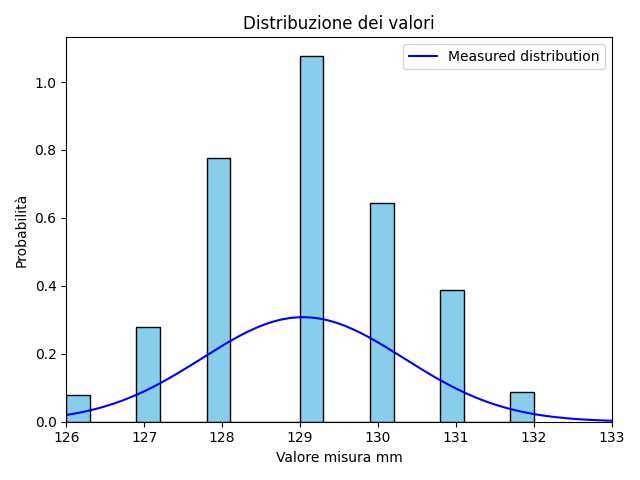 Distribuzione dei valori
Measured distribution
Probabilità
1.0
0.8
0.6
0.4
0.2
0.0
126 127 128 129 130 131 132 133
Valore misura mm